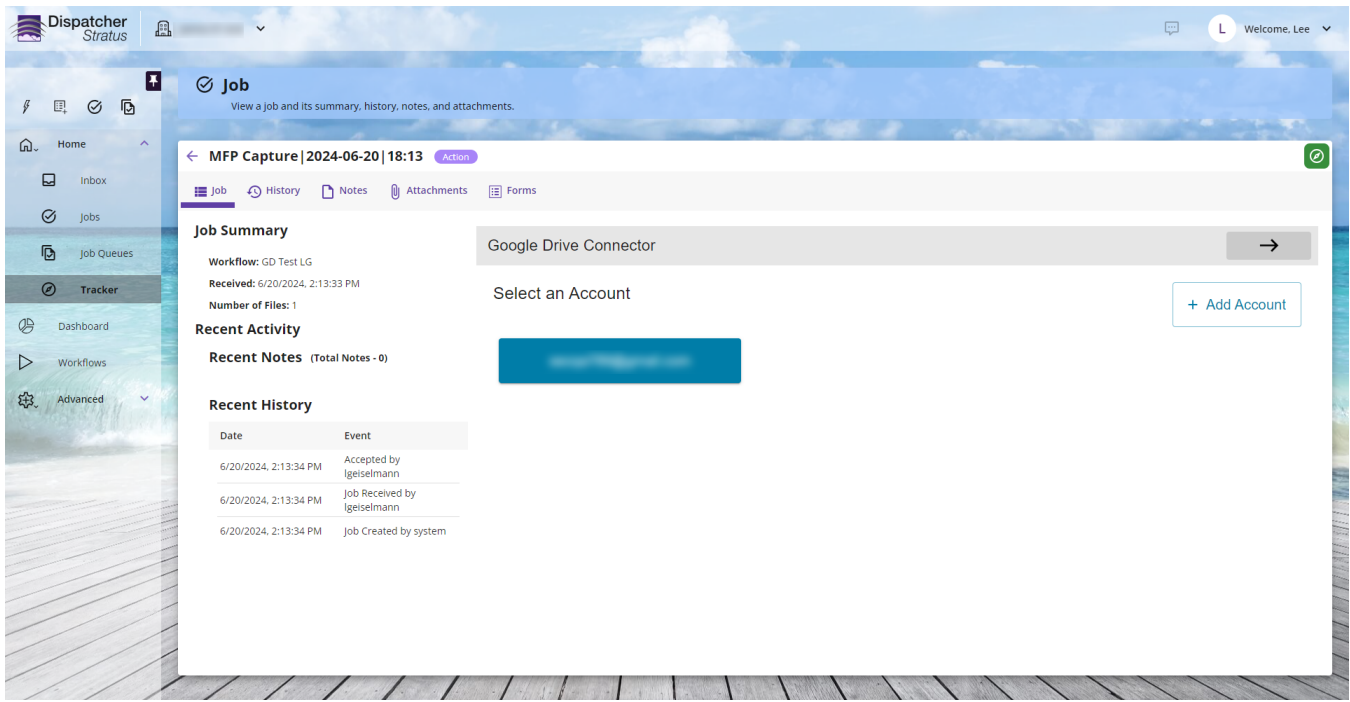 Dispatcher
Stratus
L
Welcome, Lee
Job
View a job and its summary, history, notes, and attachments.
Home
Inbox
Jobs
Job Queues
Tracker
Dashboard
Workflows
Advanced
MFP Capture|2024-06-20|18:13 Action
Job History Notes Attachments Forms
Job Summary
Workflow: GD Test LG
Received: 6/20/2024, 2:13:33 PM
Number of Files: 1
Recent Activity
Recent Notes (Total Notes - 0)
Recent History
Date Event
6/20/2024, 2:13:34 PM Accepted by
lgeiselmann
6/20/2024, 2:13:34 PM Job Received by
lgeiselmann
6/20/2024, 2:13:34 PM Job Created by system
Google Drive Connector
Select an Account
+ Add Account